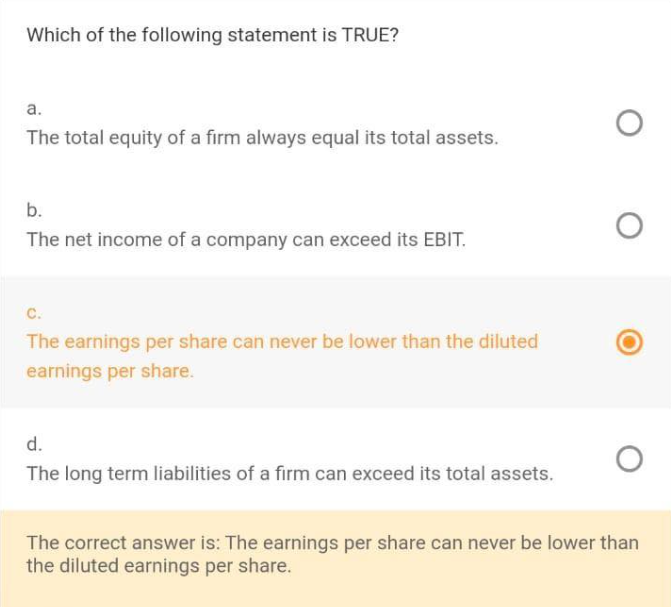 Which of the following statement is TRUE?
a.
The total equity of a firm always equal its total assets.
b.
The net income of a company can exceed its EBIT.
c.
The earnings per share can never be lower than the diluted
earnings per share.
d.
The long term liabilities of a firm can exceed its total assets.
The correct answer is: The earnings per share can never be lower than
the diluted earnings per share.